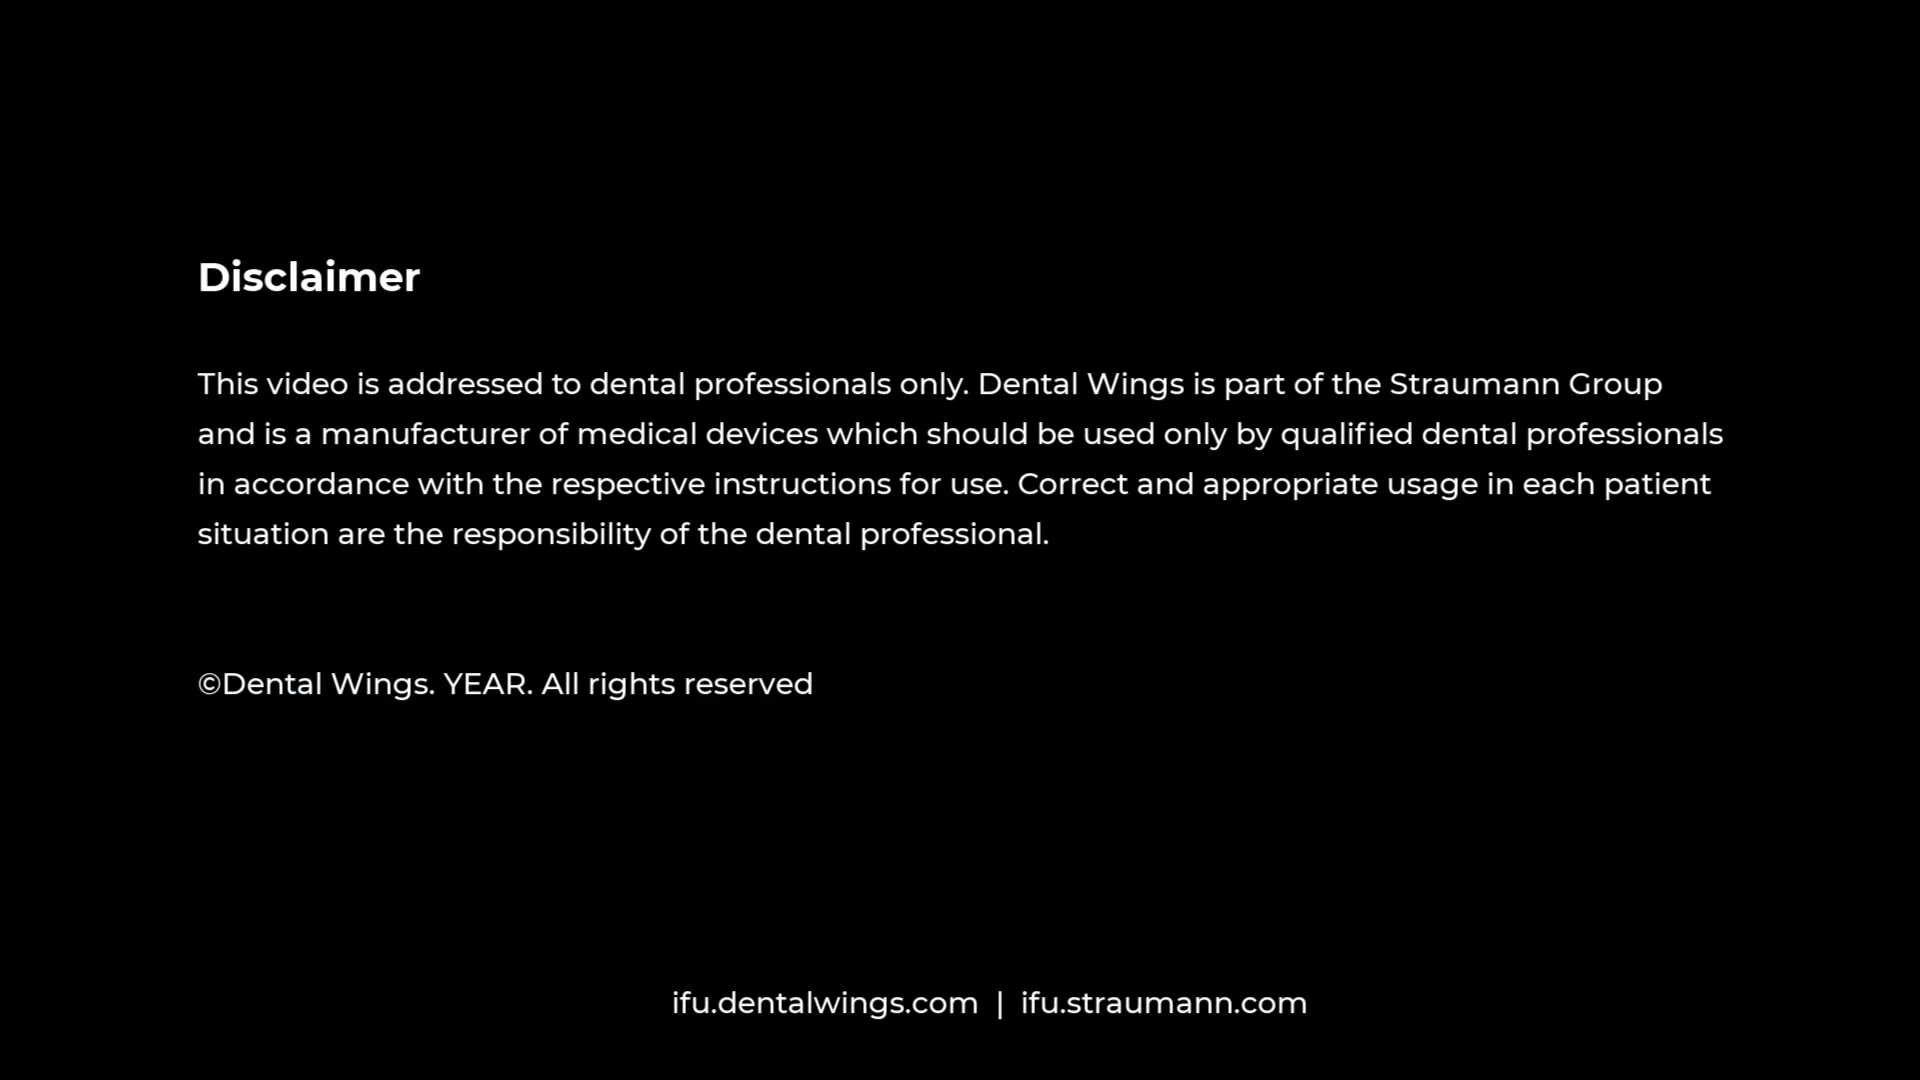 Disclaimer
This video is addressed to dental professionals only. Dental Wings is part of the Straumann Group
and is a manufacturer of medical devices which should be used only by qualified dental professionals
in accordance with the respective instructions for use. Correct and appropriate usage in each patient
situation are the responsibility of the dental professional.
©Dental Wings. YEAR. All rights reserved
ifu.dentalwings.com | ifu.straumann.com